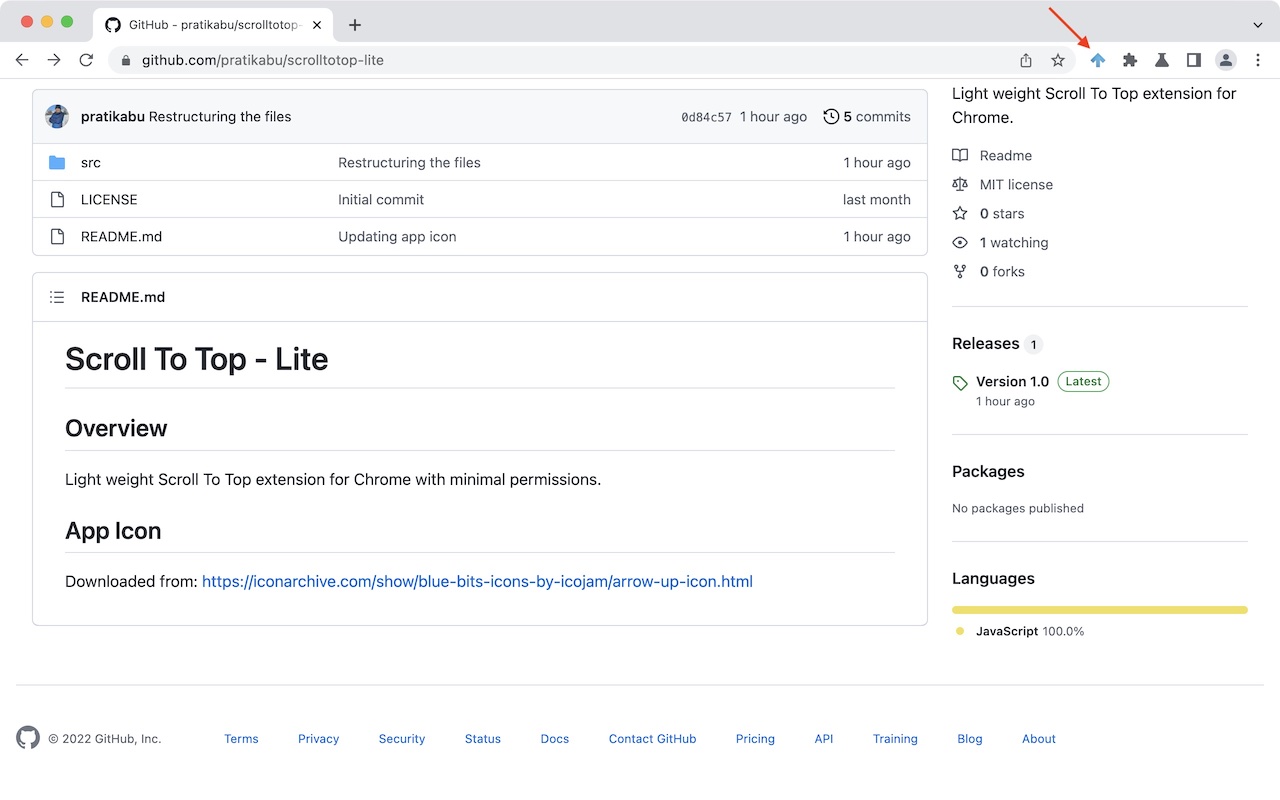 GitHub - pratikabu/scrolltotop-
github.com/pratikabu/scrolltotop-lite
pratikabu Restructuring the files 0d84c57 1 hour ago 5 commits
src Restructuring the files 1 hour ago
LICENSE Initial commit last month
README.md Updating app icon 1 hour ago
README.md
Scroll To Top - Lite
Overview
Light weight Scroll To Top extension for Chrome with minimal permissions.
App Icon
Downloaded from: https://iconarchive.com/show/blue-bits-icons-by-icojam/arrow-up-icon.html
Light weight Scroll To Top extension for
Chrome.
Readme
MIT license
0 stars
1 watching
0 forks
Releases 1
Version 1.0 Latest
1 hour ago
Packages
No packages published
Languages
JavaScript 100.0%
© 2022 GitHub, Inc. Terms Privacy Security Status Docs Contact GitHub Pricing API Training Blog About